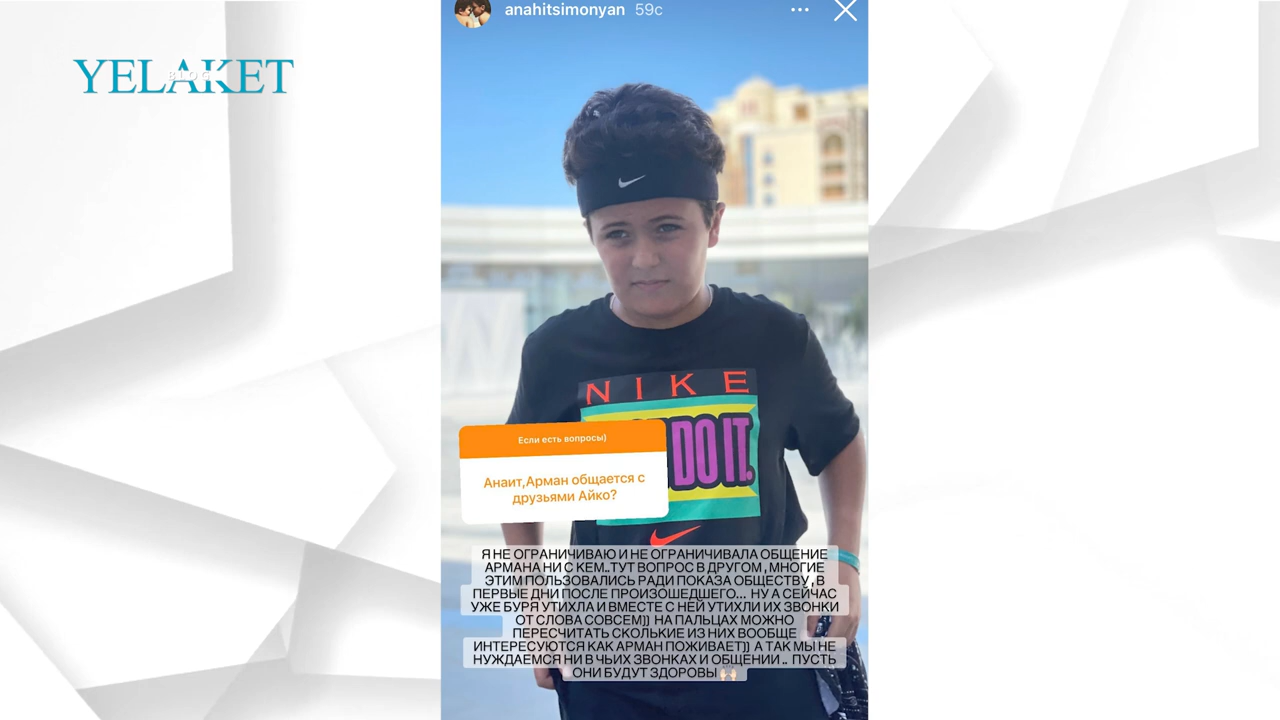 YELAKET
BLOG
anahitsimonyan 59с
NIKE
DO IT.
Если есть вопросы)
Анаит,Арман общается с
друзьями Айко?
Я НЕ ОГРАНИЧИВАЮ И НЕ ОГРАНИЧИВАЛА ОБЩЕНИЕ
АРМАНА НИ С КЕМ..ТУТ ВОПРОС В ДРУГОМ , МНОГИЕ
ЭТИМ ПОЛЬЗОВАЛИСЬ РАДИ ПОКАЗА ОБЩЕСТВУ , В
ПЕРВЫЕ ДНИ ПОСЛЕ ПРОИЗОШЕДШЕГО... НУ А СЕЙЧАС
УЖЕ БУРЯ УТИХЛА И ВМЕСТЕ С НЕЙ УТИХЛИ ИХ ЗВОНКИ
ОТ СЛОВА СОВСЕМ)) НА ПАЛЬЦАХ МОЖНО
ПЕРЕСЧИТАТЬ СКОЛЬКИЕ ИЗ НИХ ВООБЩЕ
ИНТЕРЕСУЮТСЯ КАК АРМАН ПОЖИВАЕТ)) А ТАК МЫ НЕ
НУЖДАЕМСЯ НИ В ЧЬИХ ЗВОНКАХ И ОБЩЕНИИ .. ПУСТЬ
ОНИ БУДУТ ЗДОРОВЫ 🙌🏻